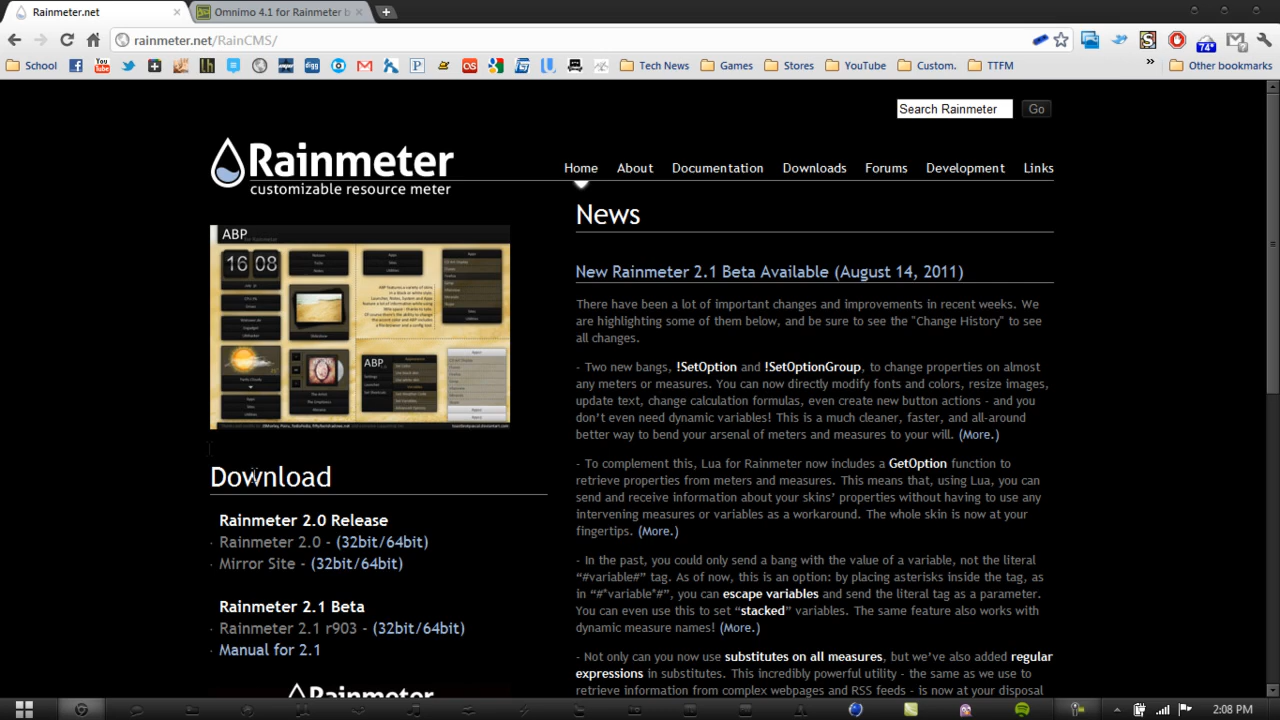 Rainmeter.net
Omnimo 4.1 for Rainmeter b
rainmeter.net/RainCMS/
74°
School
Tech News
Games
Stores
YouTube
Custom.
TTFM
»
Other bookmarks
Search Rainmeter
Go
Rainmeter
customizable resource meter
Home
About
Documentation
Downloads
Forums
Development
Links
ABP
16 08
ABP
News
New Rainmeter 2.1 Beta Available (August 14, 2011)
There have been a lot of important changes and improvements in recent weeks. We
are highlighting some of them below, and be sure to see the "Change History" to see
all changes.
- Two new bangs, !SetOption and !SetOptionGroup, to change properties on almost
any meters or measures. You can now directly modify fonts and colors, resize images,
update text, change calculation formulas, even create new button actions - and you
don't even need dynamic variables! This is a much cleaner, faster, and all-around
better way to bend your arsenal of meters and measures to your will. (More.)
- To complement this, Lua for Rainmeter now includes a GetOption function to
retrieve properties from meters and measures. This means that, using Lua, you can
send and receive information about your skins' properties without having to use any
intervening measures or variables as a workaround. The whole skin is now at your
fingertips. (More.)
- In the past, you could only send a bang with the value of a variable, not the literal
“#variable#” tag. As of now, this is an option: by placing asterisks inside the tag, as
in “#*variable*#”, you can escape variables and send the literal tag as a parameter.
You can even use this to set “stacked” variables. The same feature also works with
dynamic measure names! (More.)
- Not only can you now use substitutes on all measures, but we've also added regular
expressions in substitutes. This incredibly powerful utility - the same as we use to
retrieve information from complex webpages and RSS feeds - is now at your disposal
Download
Rainmeter 2.0 Release
· Rainmeter 2.0 - (32bit/64bit)
· Mirror Site - (32bit/64bit)
Rainmeter 2.1 Beta
· Rainmeter 2.1 r903 - (32bit/64bit)
· Manual for 2.1
Rainmeter
2:08 PM